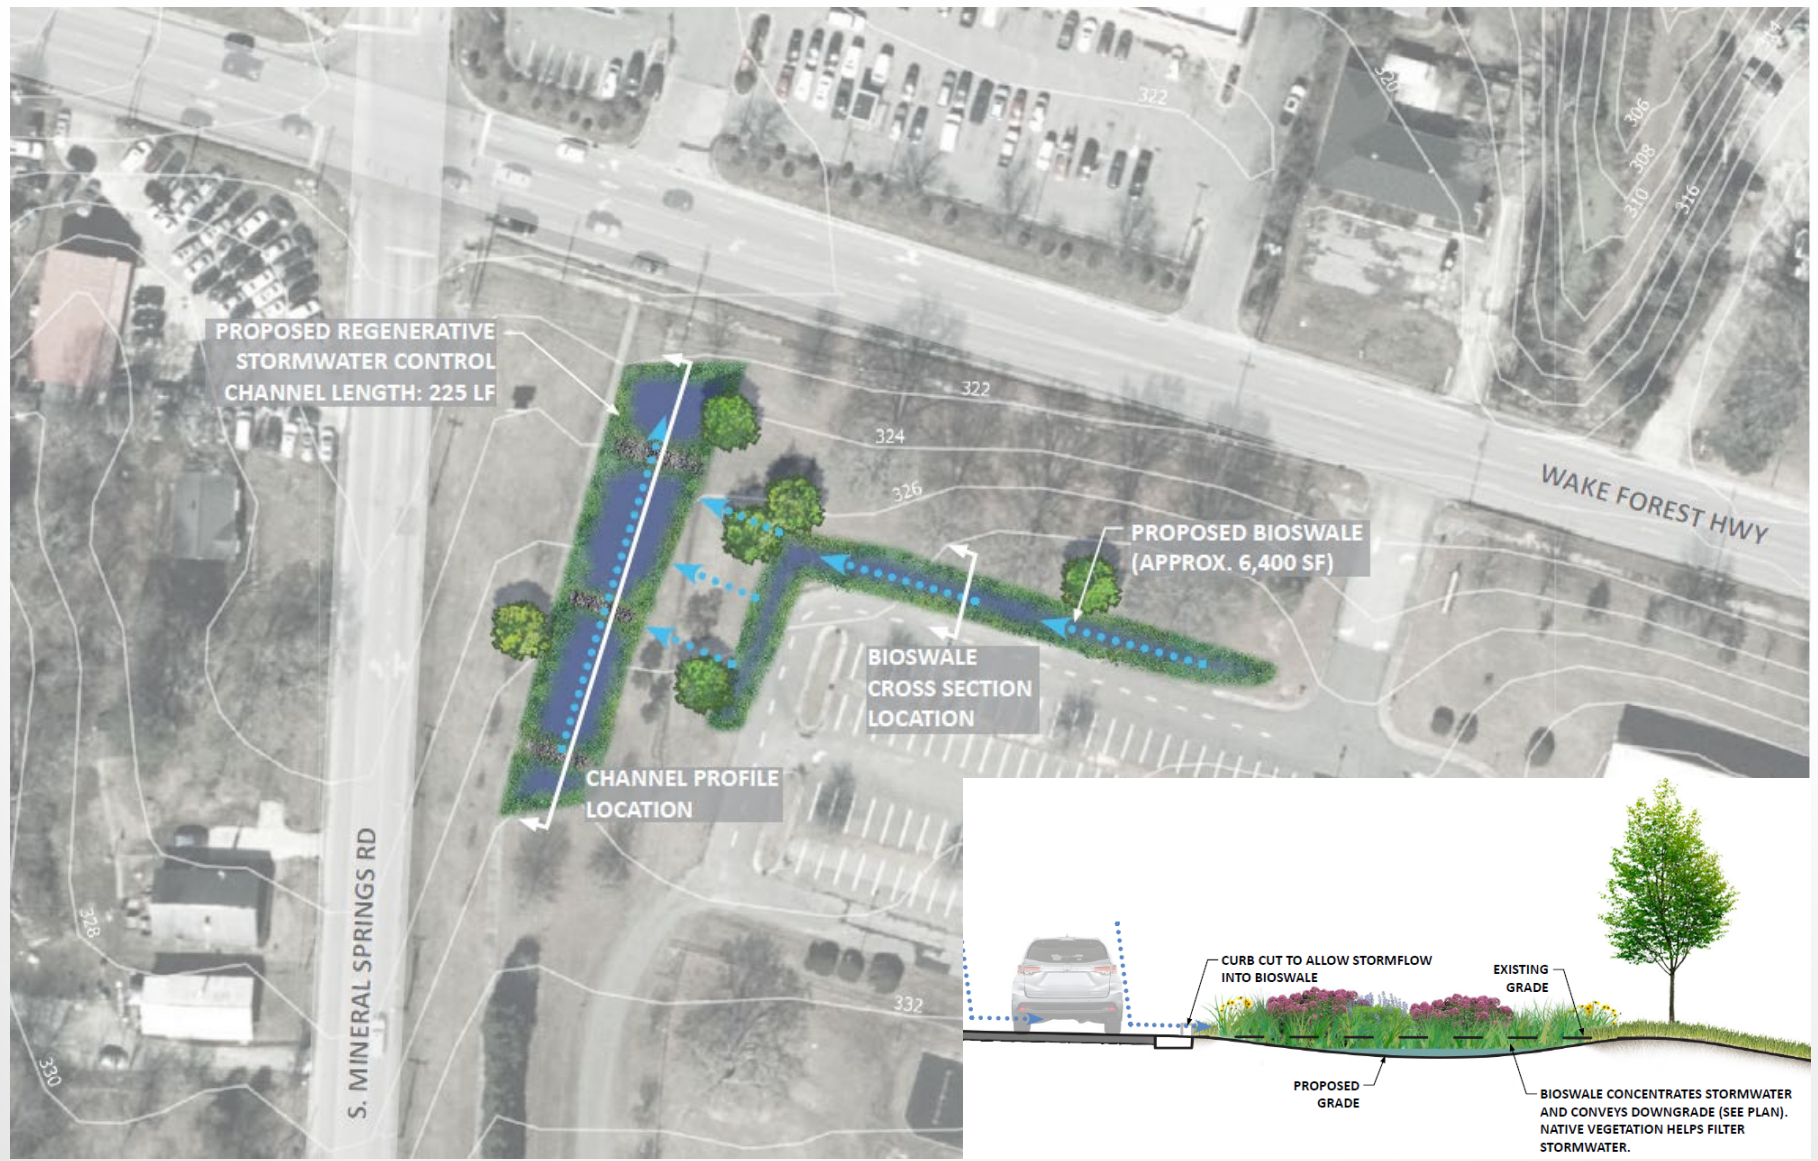 322
320
314
306
308
310
316
PROPOSED REGENERATIVE
STORMWATER CONTROL
CHANNEL LENGTH: 225 LF
322
324
326
WAKE FOREST HWY
PROPOSED BIOSWALE
(APPROX. 6,400 SF)
BIOSWALE
CROSS SECTION
LOCATION
CHANNEL PROFILE
LOCATION
S. MINERAL SPRINGS RD
328
330
332
CURB CUT TO ALLOW STORMFLOW
INTO BIOSWALE
EXISTING
GRADE
PROPOSED
GRADE
BIOSWALE CONCENTRATES STORMWATER
AND CONVEYS DOWNGRADE (SEE PLAN).
NATIVE VEGETATION HELPS FILTER
STORMWATER.